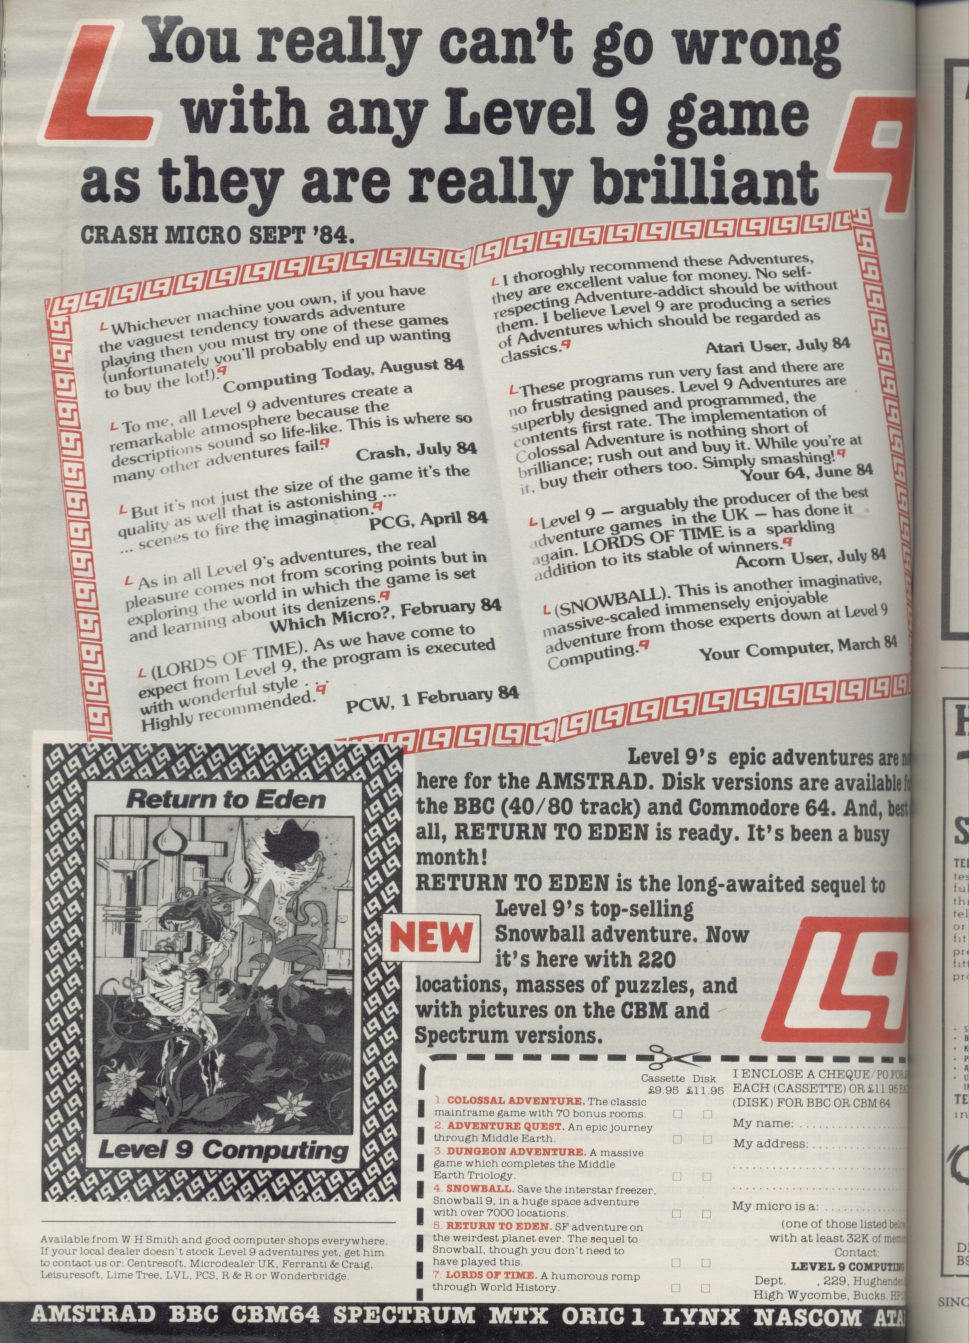 You really can't go wrong
with any Level 9 game
as they are really brilliant
CRASH MICRO SEPT '84.
Whichever machine you own, if you have
the vaguest tendency towards adventure
playing then you must try one of these games
(unfortunately you'll probably end up wanting
to buy the lot!).
Computing Today, August 84
To me, all Level 9 adventures create a
remarkable atmosphere because the
descriptions sound so life-like. This is where so
many other adventures fail!
Crash, July 84
But it's not just the size of the game it's the
quality as well that is astonishing ...
... scenes to fire the imagination.
PCG, April 84
As in all Level 9's adventures, the real
pleasure comes not from scoring points but in
exploring the world in which the game is set
and learning about its denizens.
Which Micro?, February 84
(LORDS OF TIME). As we have come to
expect from Level 9, the program is executed
with wonderful style . . .
Highly recommended.
PCW, 1 February 84
I thoroghly recommend these Adventures,
they are excellent value for money. No self-
respecting Adventure-addict should be without
them. I believe Level 9 are producing a series
of Adventures which should be regarded as
classics.
Atari User, July 84
These programs run very fast and there are
no frustrating pauses. Level 9 Adventures are
superbly designed and programmed, the
contents first rate. The implementation of
Colossal Adventure is nothing short of
brilliance; rush out and buy it. While you're at
it, buy their others too. Simply smashing!
Your 64, June 84
Level 9 — arguably the producer of the best
adventure games in the UK — has done it
again. LORDS OF TIME is a sparkling
addition to its stable of winners.
Acorn User, July 84
(SNOWBALL). This is another imaginative,
massive-scaled immensely enjoyable
adventure from those experts down at Level 9
Computing.
Your Computer, March 84
Return to Eden
Level 9 Computing
Level 9's epic adventures are
here for the AMSTRAD. Disk versions are available
the BBC (40/80 track) and Commodore 64. And, best
all, RETURN TO EDEN is ready. It's been a busy
month!
RETURN TO EDEN is the long-awaited sequel to
Level 9's top-selling
Snowball adventure. Now
it's here with 220
locations, masses of puzzles, and
with pictures on the CBM and
Spectrum versions.
NEW
L9
Cassette Disk
£9.95 £11.95
1. COLOSSAL ADVENTURE. The classic
mainframe game with 70 bonus rooms.
2. ADVENTURE QUEST. An epic journey
through Middle Earth.
3. DUNGEON ADVENTURE. A massive
game which completes the Middle
Earth Triology.
4. SNOWBALL. Save the interstar freezer,
Snowball 9, in a huge space adventure
with over 7000 locations.
5. RETURN TO EDEN. SF adventure on
the weirdest planet ever. The sequel to
Snowball, though you don't need to
have played this.
7. LORDS OF TIME. A humorous romp
through World History.
I ENCLOSE A CHEQUE/PO FOR
EACH (CASSETTE) OR £11.95
(DISK) FOR BBC OR CBM 64
My name:
My address:
My micro is a:
(one of those listed
with at least 32K of
Contact:
LEVEL 9 COMPUTING
Dept. , 229, Hughenden
High Wycombe, Bucks.
Available from W H Smith and good computer shops everywhere.
If your local dealer doesn't stock Level 9 adventures yet, get him
to contact us or: Centresoft, Microdealer UK, Ferranti & Craig,
Leisuresoft, Lime Tree, LVL, PCS, R & R or Wonderbridge.
AMSTRAD BBC CBM64 SPECTRUM MTX ORIC 1 LYNX NASCOM